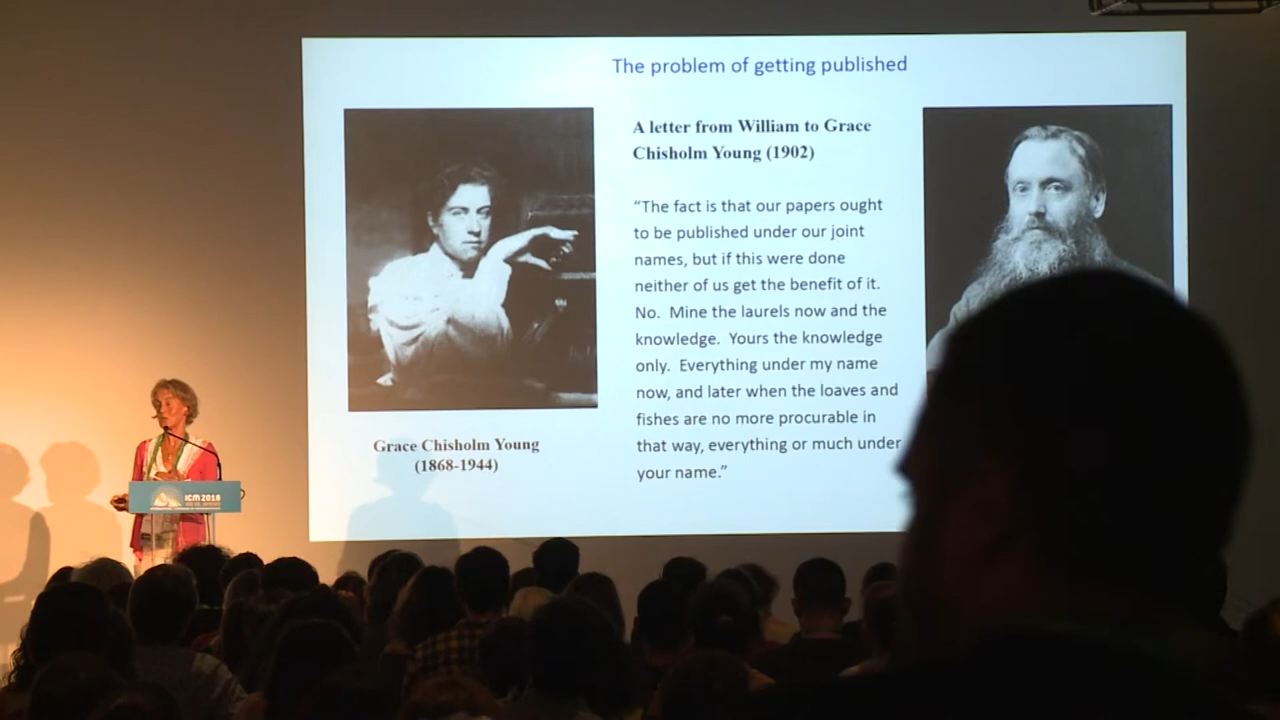 The problem of getting published
A letter from William to Grace
Chisholm Young (1902)
“The fact is that our papers ought
to be published under our joint
names, but if this were done
neither of us get the benefit of it.
No.  Mine the laurels now and the
knowledge.  Yours the knowledge
only.  Everything under my name
now, and later when the loaves and
fishes are no more procurable in
that way, everything or much under
your name.”
Grace Chisholm Young
(1868-1944)
ICM 2018